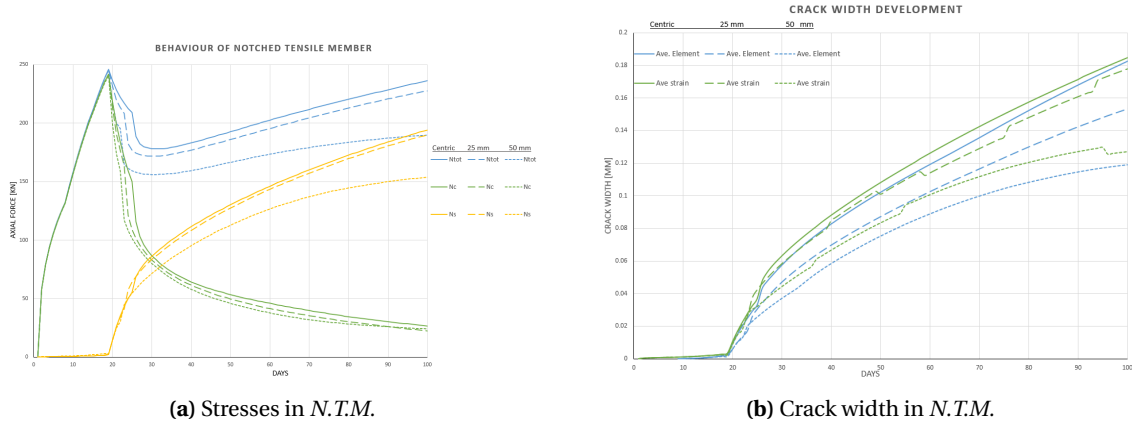 BEHAVIOUR OF NOTCHED TENSILE MEMBER
250
200
150
100
50
0
AXIAL FORCE [KN]
0 10 20 30 40 50 60 70 80 90 100
DAYS
Centric 25 mm 50 mm
Ntot Ntot Ntot
Nc Nc Nc
Ns Ns Ns
(a) Stresses in N.T.M.
CRACK WIDTH DEVELOPMENT
Centric 25 mm 50 mm
Ave. Element Ave. Element Ave. Element
Ave strain Ave strain Ave strain
0.2
0.18
0.16
0.14
0.12
0.1
0.08
0.06
0.04
0.02
0
CRACK WIDTH [MM]
0 10 20 30 40 50 60 70 80 90 100
DAYS
(b) Crack width in N.T.M.